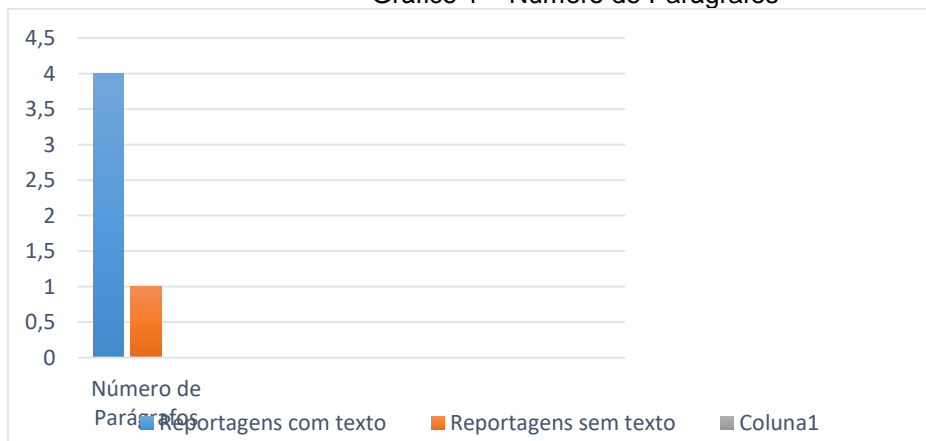 Gráfico 1 – Número de Parágrafos
4,5
4
3,5
3
2,5
2
1,5
1
0,5
0
Número de
Parágrafos
Reportagens com texto
Reportagens sem texto
Coluna1